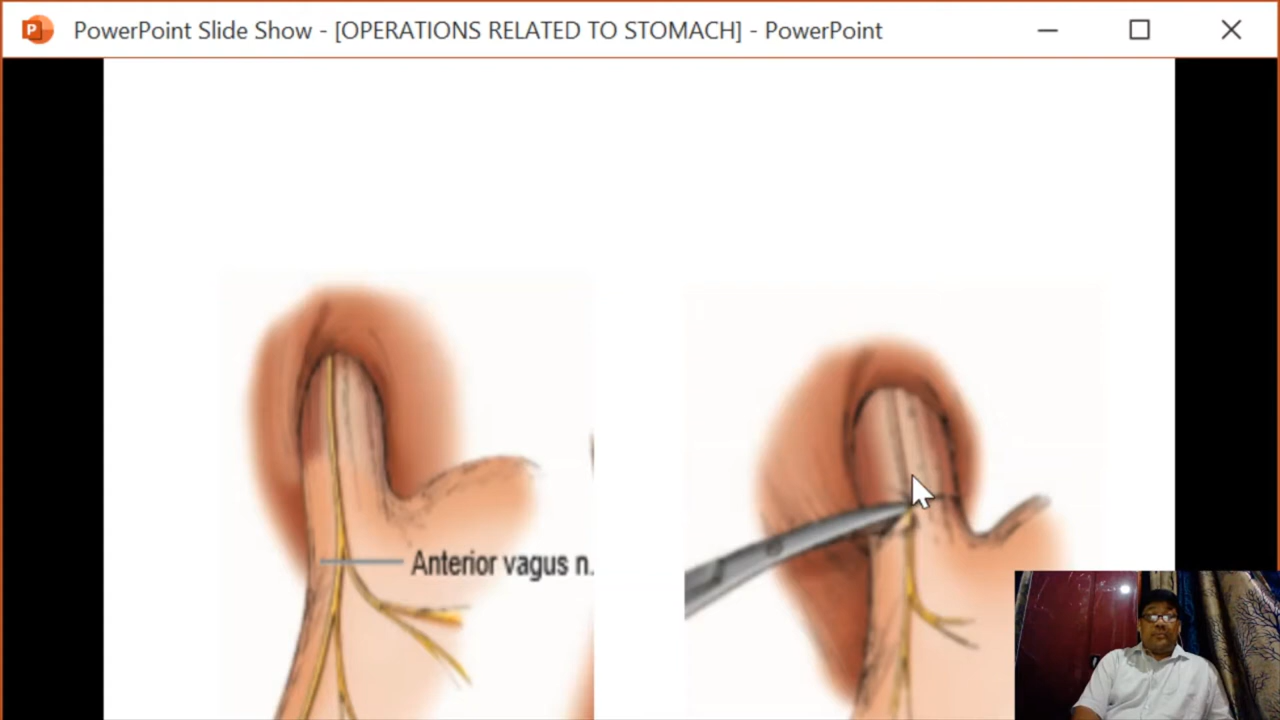 PowerPoint Slide Show - [OPERATIONS RELATED TO STOMACH] - PowerPoint
Anterior vagus n.